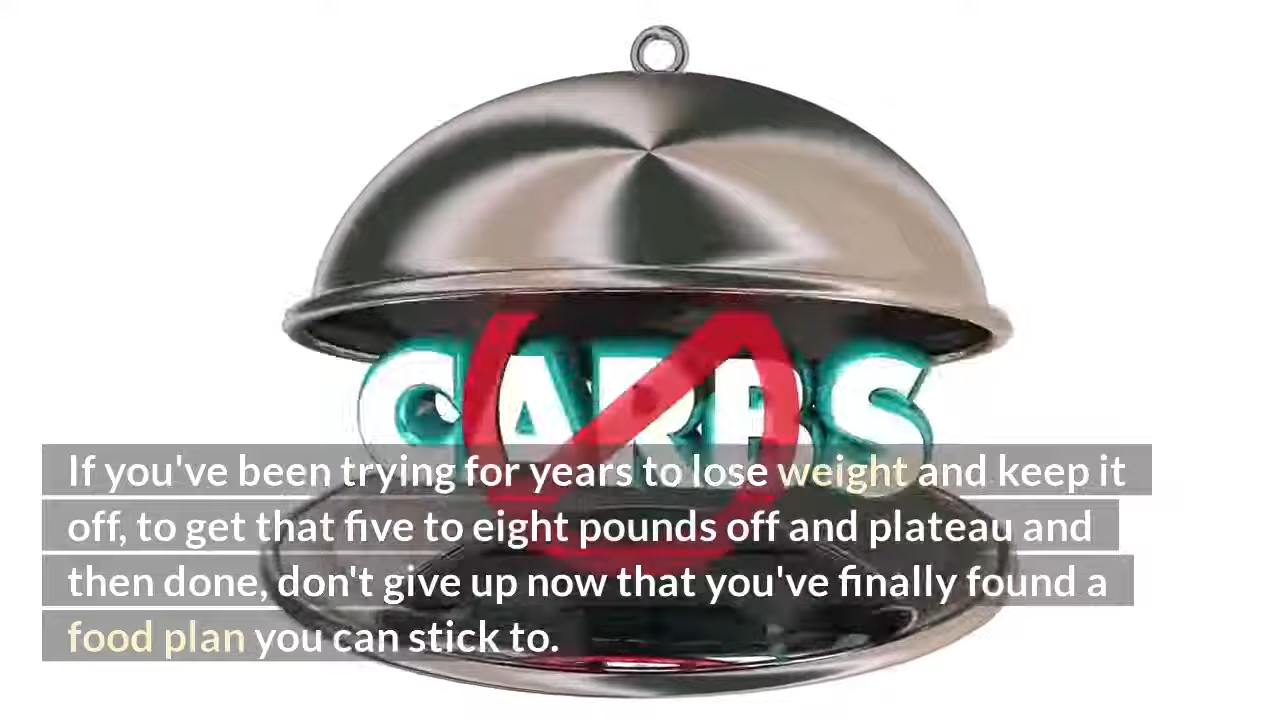 CARBS
If you've been trying for years to lose weight and keep it
off, to get that five to eight pounds off and plateau and
then done, don't give up now that you've finally found a
food plan you can stick to.